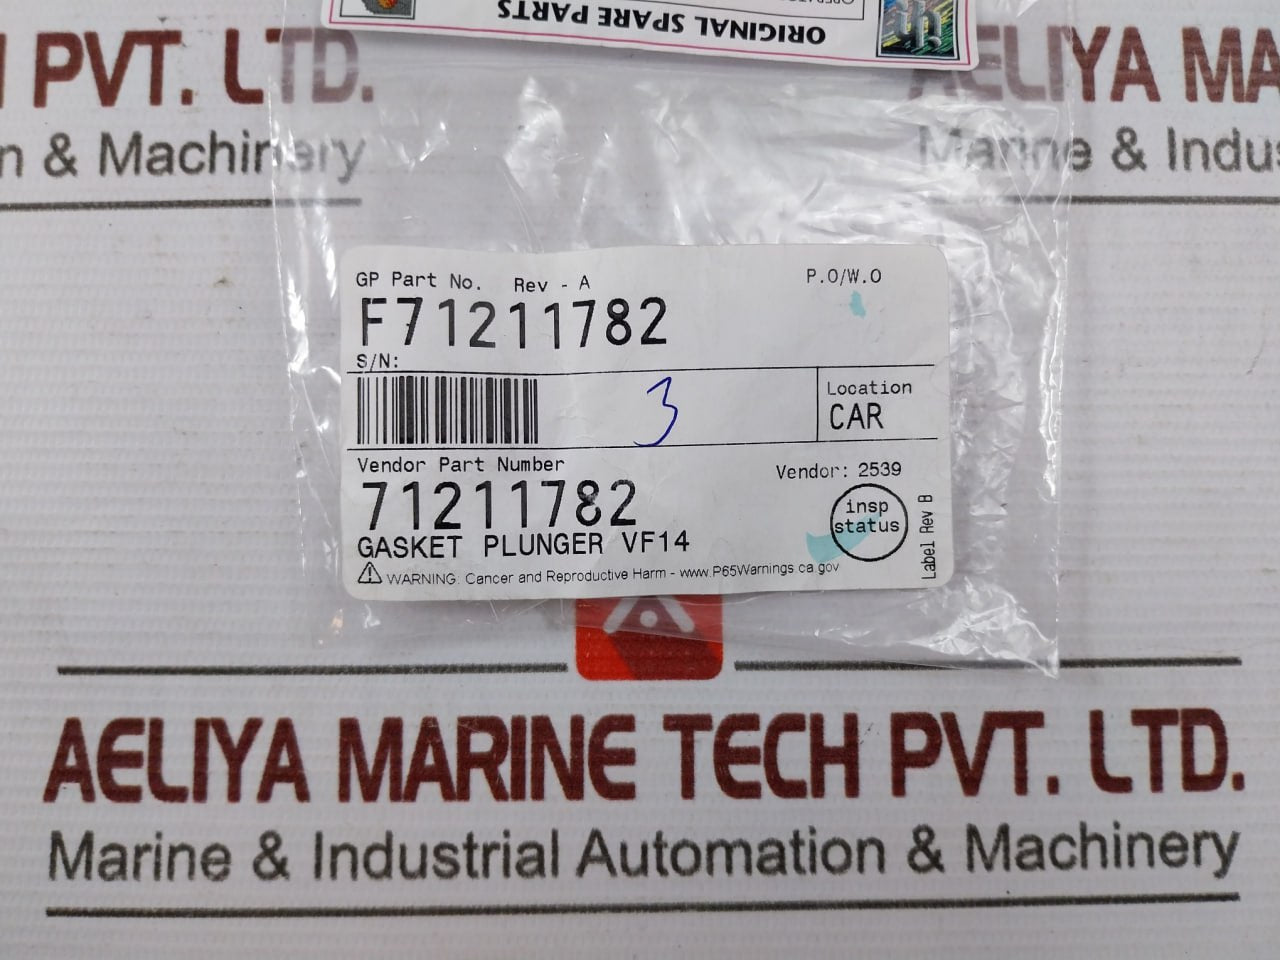 ORIGINAL SPARE PARTS
PVT. LTD.
& Machinery
AELIYA MA
Marine & Indus
GP Part No. Rev - A
P.O/W.O
F71211782
S/N:
3
Location
CAR
Vendor Part Number
Vendor: 2539
71211782
insp
status
GASKET PLUNGER VF14
Label Rev B
WARNING: Cancer and Reproductive Harm - www.P65Warnings.ca.gov
AELIYA MARINE TECH PVT. LTD.
Marine & Industrial Automation & Machinery